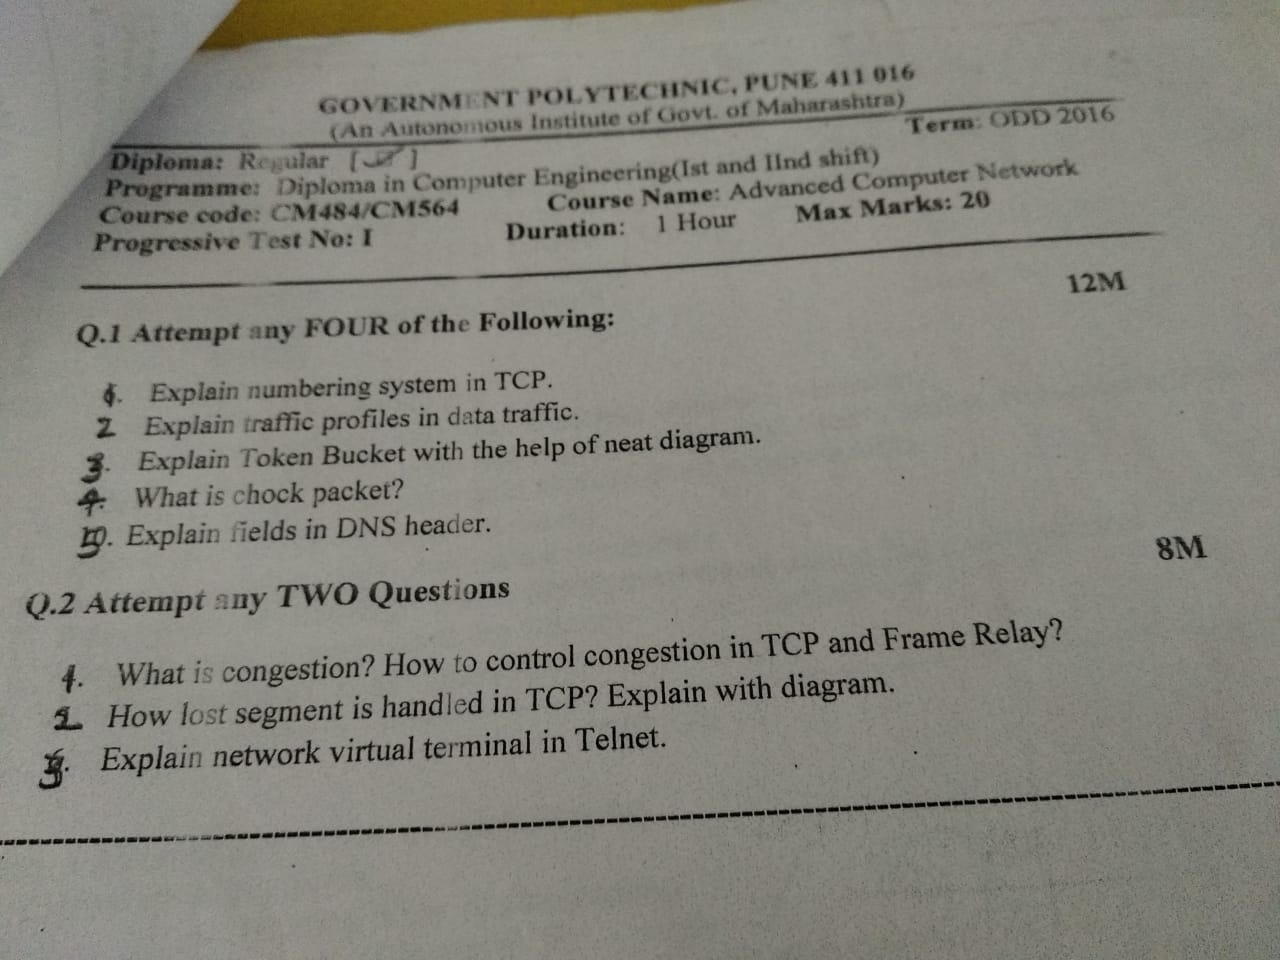 GOVERNMENT POLYTECHNIC, PUNE 411 016
(An Autonomous Institute of Govt. of Maharashtra)
Term: ODD 2016
Diploma: Regular [✓]
Programme: Diploma in Computer Engineering(Ist and IInd shift)
Course code: CM484/CM564 Course Name: Advanced Computer Network
Progressive Test No: I Duration: 1 Hour Max Marks: 20
12M
Q.1 Attempt any FOUR of the Following:
1. Explain numbering system in TCP.
2 Explain traffic profiles in data traffic.
3. Explain Token Bucket with the help of neat diagram.
4. What is chock packet?
5. Explain fields in DNS header.
8M
Q.2 Attempt any TWO Questions
1. What is congestion? How to control congestion in TCP and Frame Relay?
2 How lost segment is handled in TCP? Explain with diagram.
3. Explain network virtual terminal in Telnet.